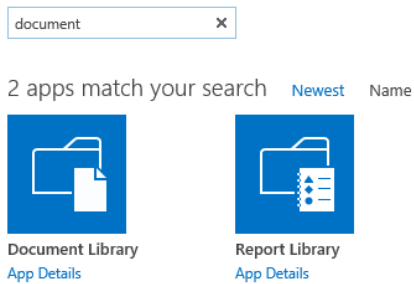 document
2 apps match your search Newest Name
Document Library Report Library
App Details App Details